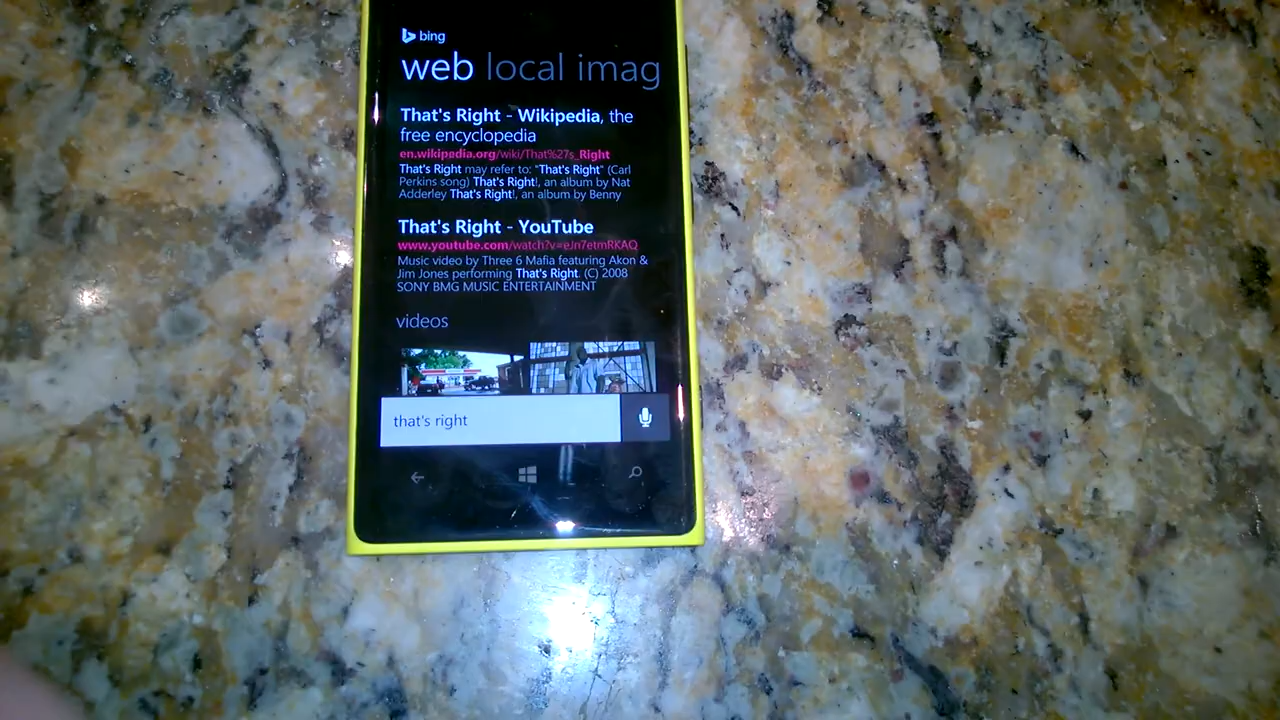 bing
web local imag
That's Right - Wikipedia, the
free encyclopedia
en.wikipedia.org/wiki/That%27s_Right
That's Right may refer to: "That's Right" (Carl
Perkins song) That's Right!, an album by Nat
Adderley That's Right!, an album by Benny
That's Right - YouTube
www.youtube.com/watch?v=eJn7etmRKAQ
Music video by Three 6 Mafia featuring Akon &
Jim Jones performing That's Right. (C) 2008
SONY BMG MUSIC ENTERTAINMENT
videos
that's right